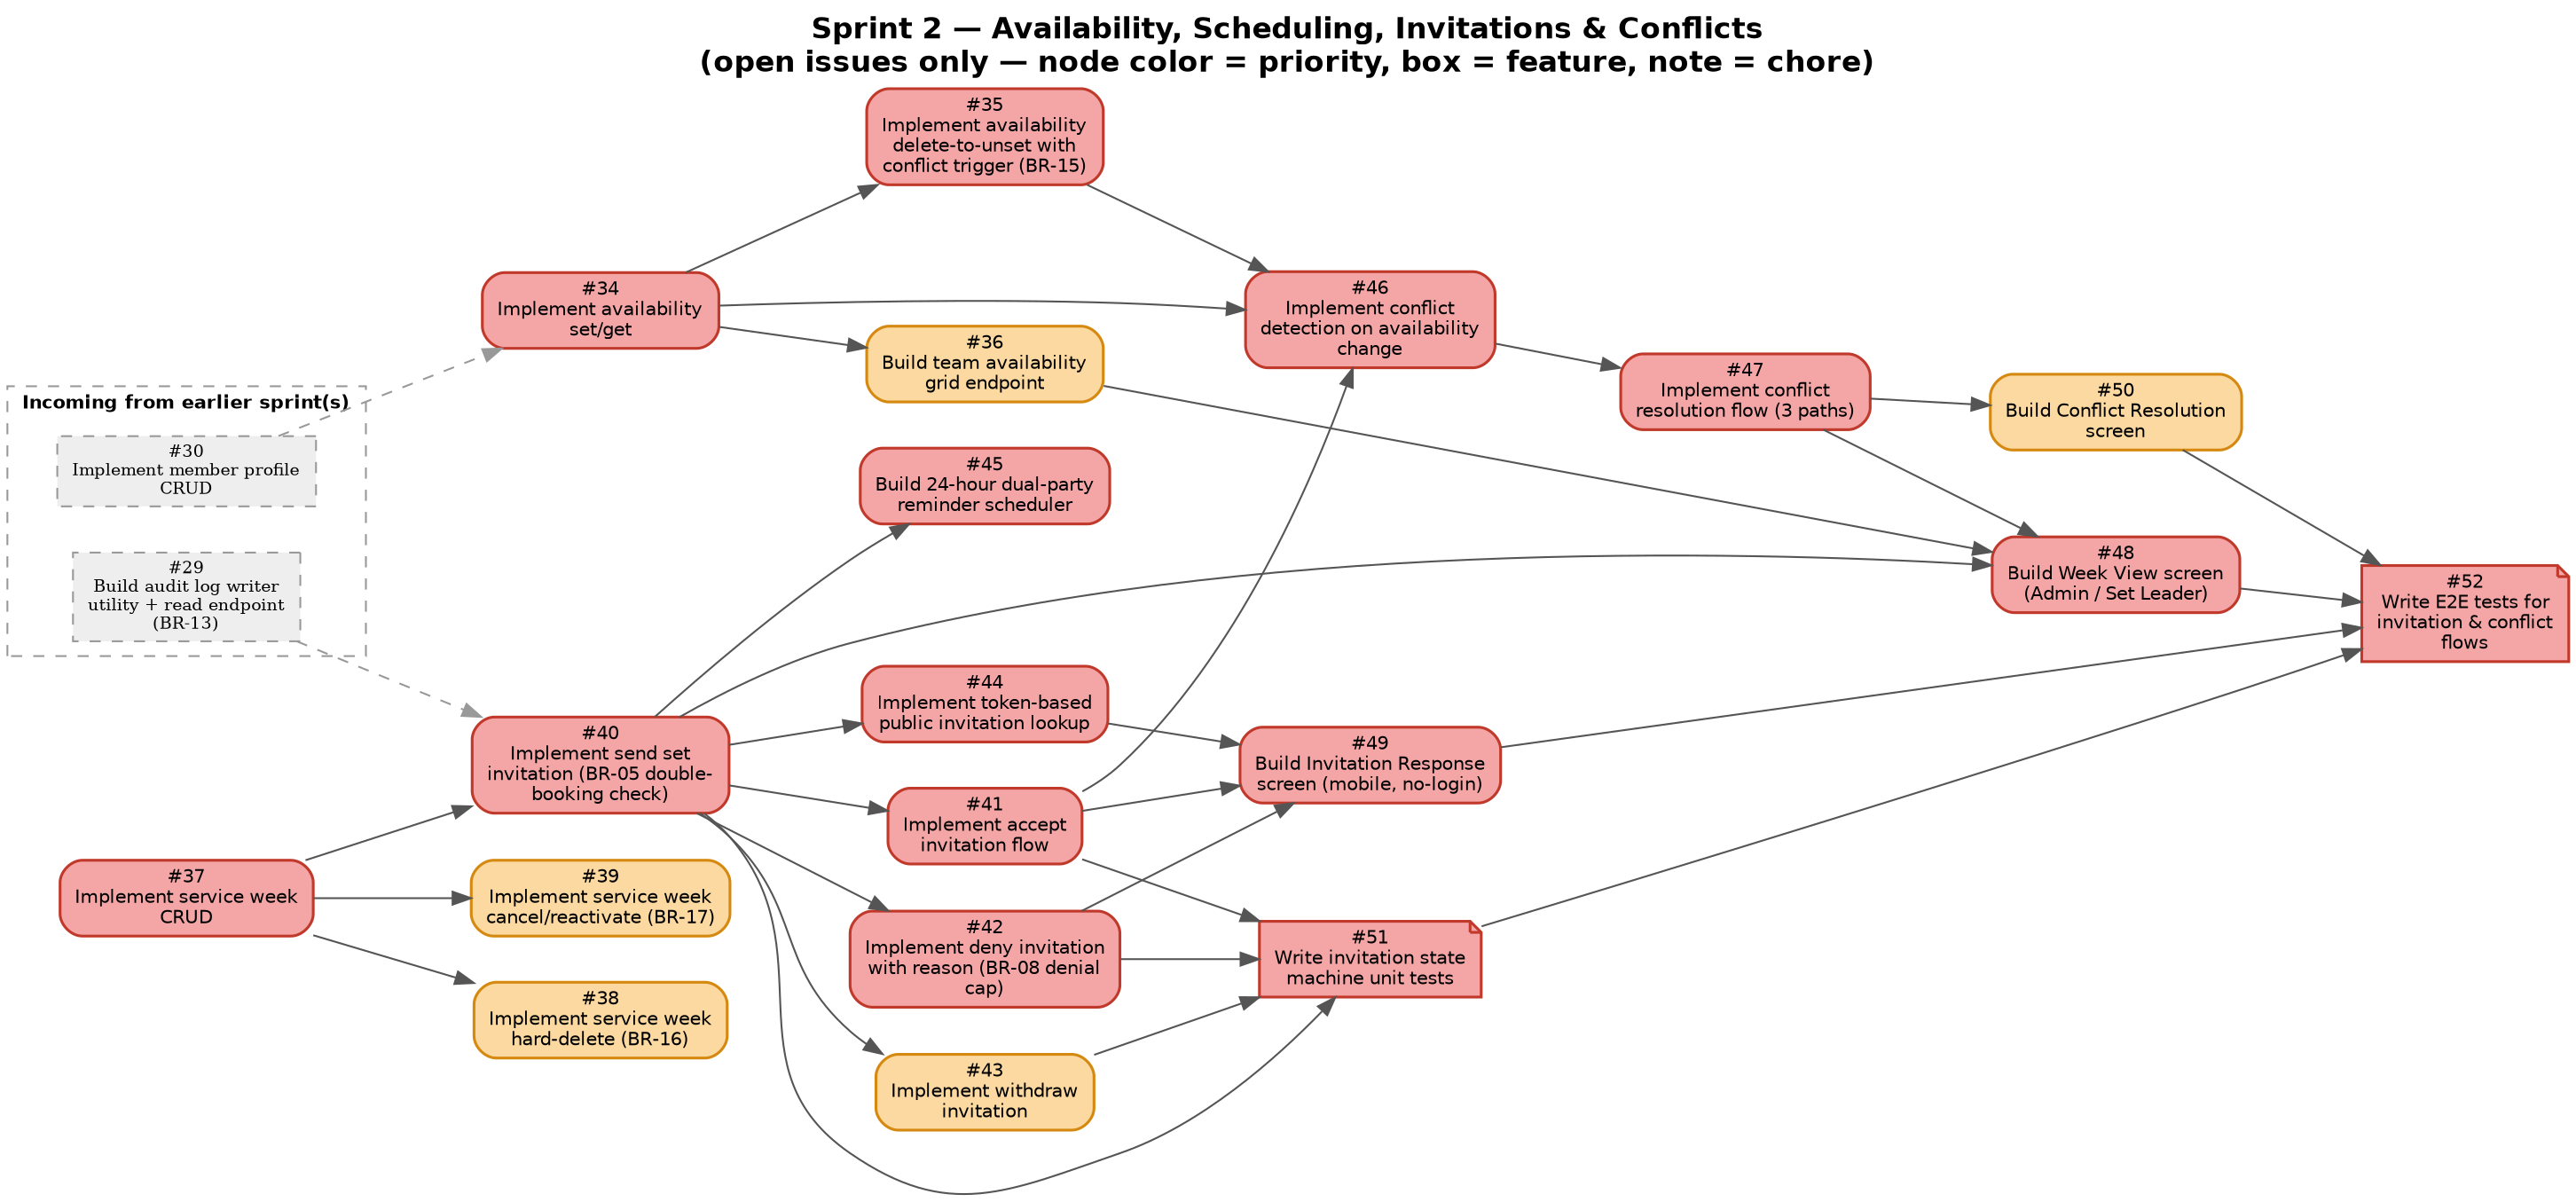 Sprint 2 — Availability, Scheduling, Invitations & Conflicts
(open issues only — node color = priority, box = feature, note = chore)
#35
Implement availability
delete-to-unset with
conflict trigger (BR-15)
#34
Implement availability
set/get
#46
Implement conflict
detection on availability
change
#36
Build team availability
grid endpoint
#47
Implement conflict
resolution flow (3 paths)
#50
Build Conflict Resolution
screen
Incoming from earlier sprint(s)
#30
Implement member profile
CRUD
#29
Build audit log writer
utility + read endpoint
(BR-13)
#45
Build 24-hour dual-party
reminder scheduler
#48
Build Week View screen
(Admin / Set Leader)
#52
Write E2E tests for
invitation & conflict
flows
#40
Implement send set
invitation (BR-05 double-
booking check)
#44
Implement token-based
public invitation lookup
#49
Build Invitation Response
screen (mobile, no-login)
#41
Implement accept
invitation flow
#37
Implement service week
CRUD
#39
Implement service week
cancel/reactivate (BR-17)
#42
Implement deny invitation
with reason (BR-08 denial
cap)
#51
Write invitation state
machine unit tests
#38
Implement service week
hard-delete (BR-16)
#43
Implement withdraw
invitation